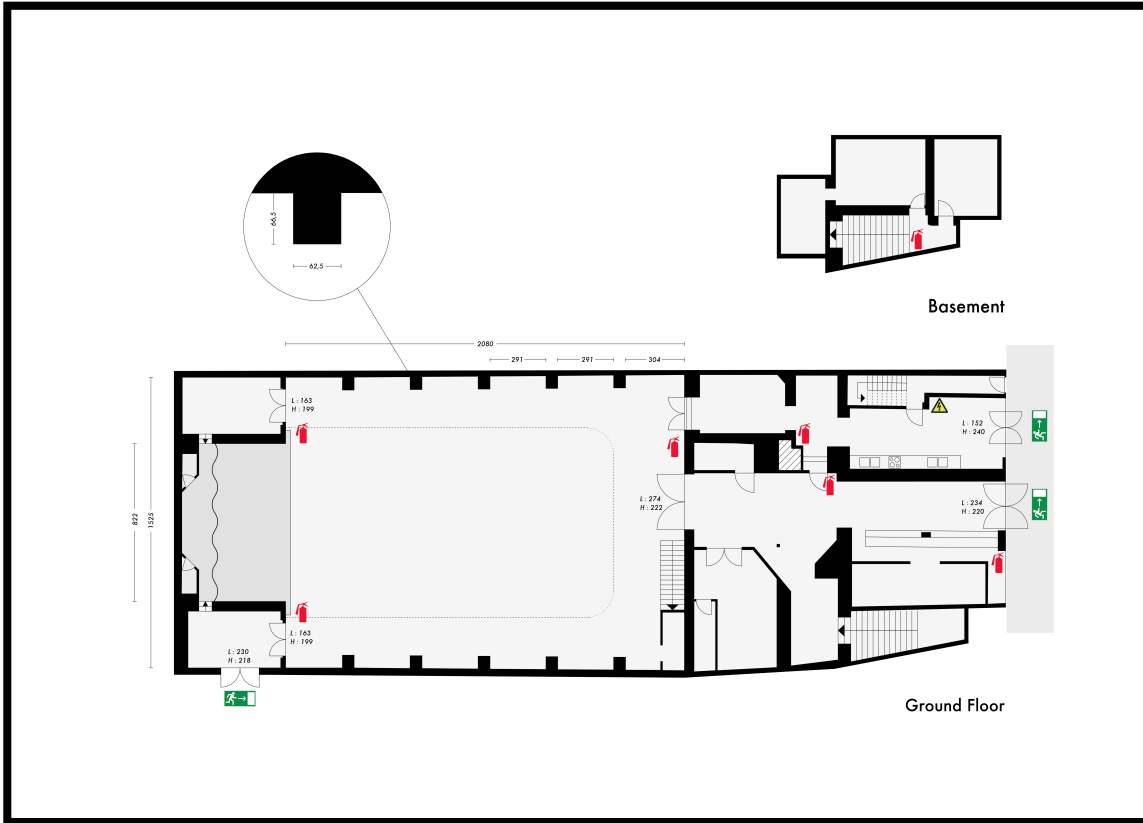 66,5
62,5
Basement
2080
291
291
304
L : 163
H : 199
L : 152
H : 240
L : 274
H : 222
L : 234
H : 220
822
1525
L : 163
H : 199
L : 230
H : 218
Ground Floor